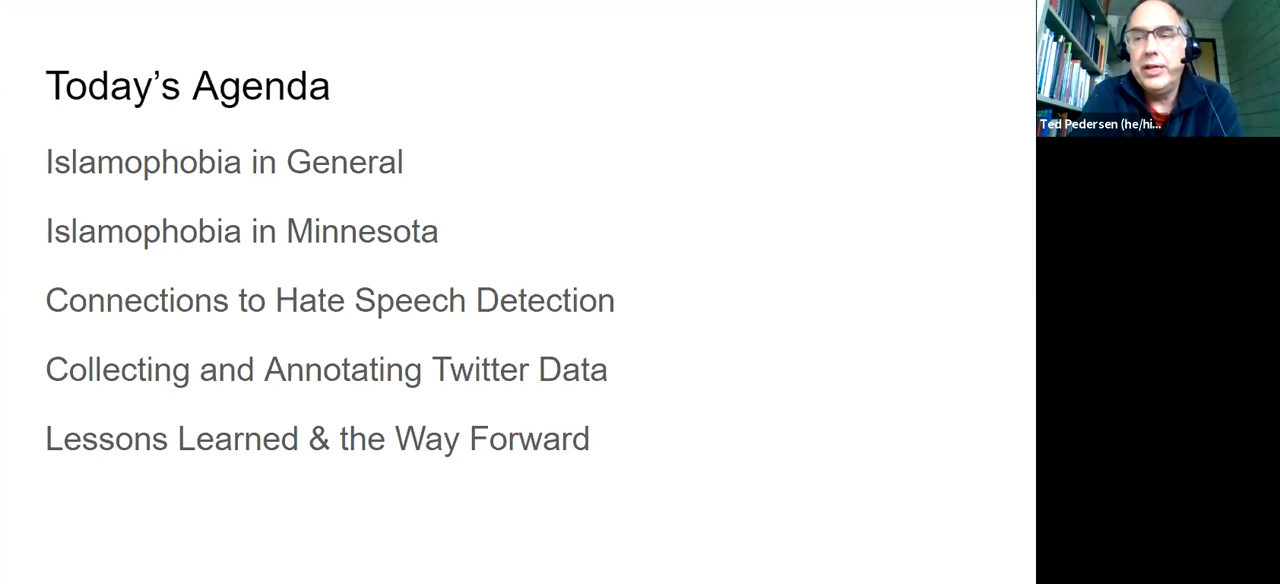 Today’s Agenda
Islamophobia in General
Islamophobia in Minnesota
Connections to Hate Speech Detection
Collecting and Annotating Twitter Data
Lessons Learned & the Way Forward
Ted Pedersen (he/hi...